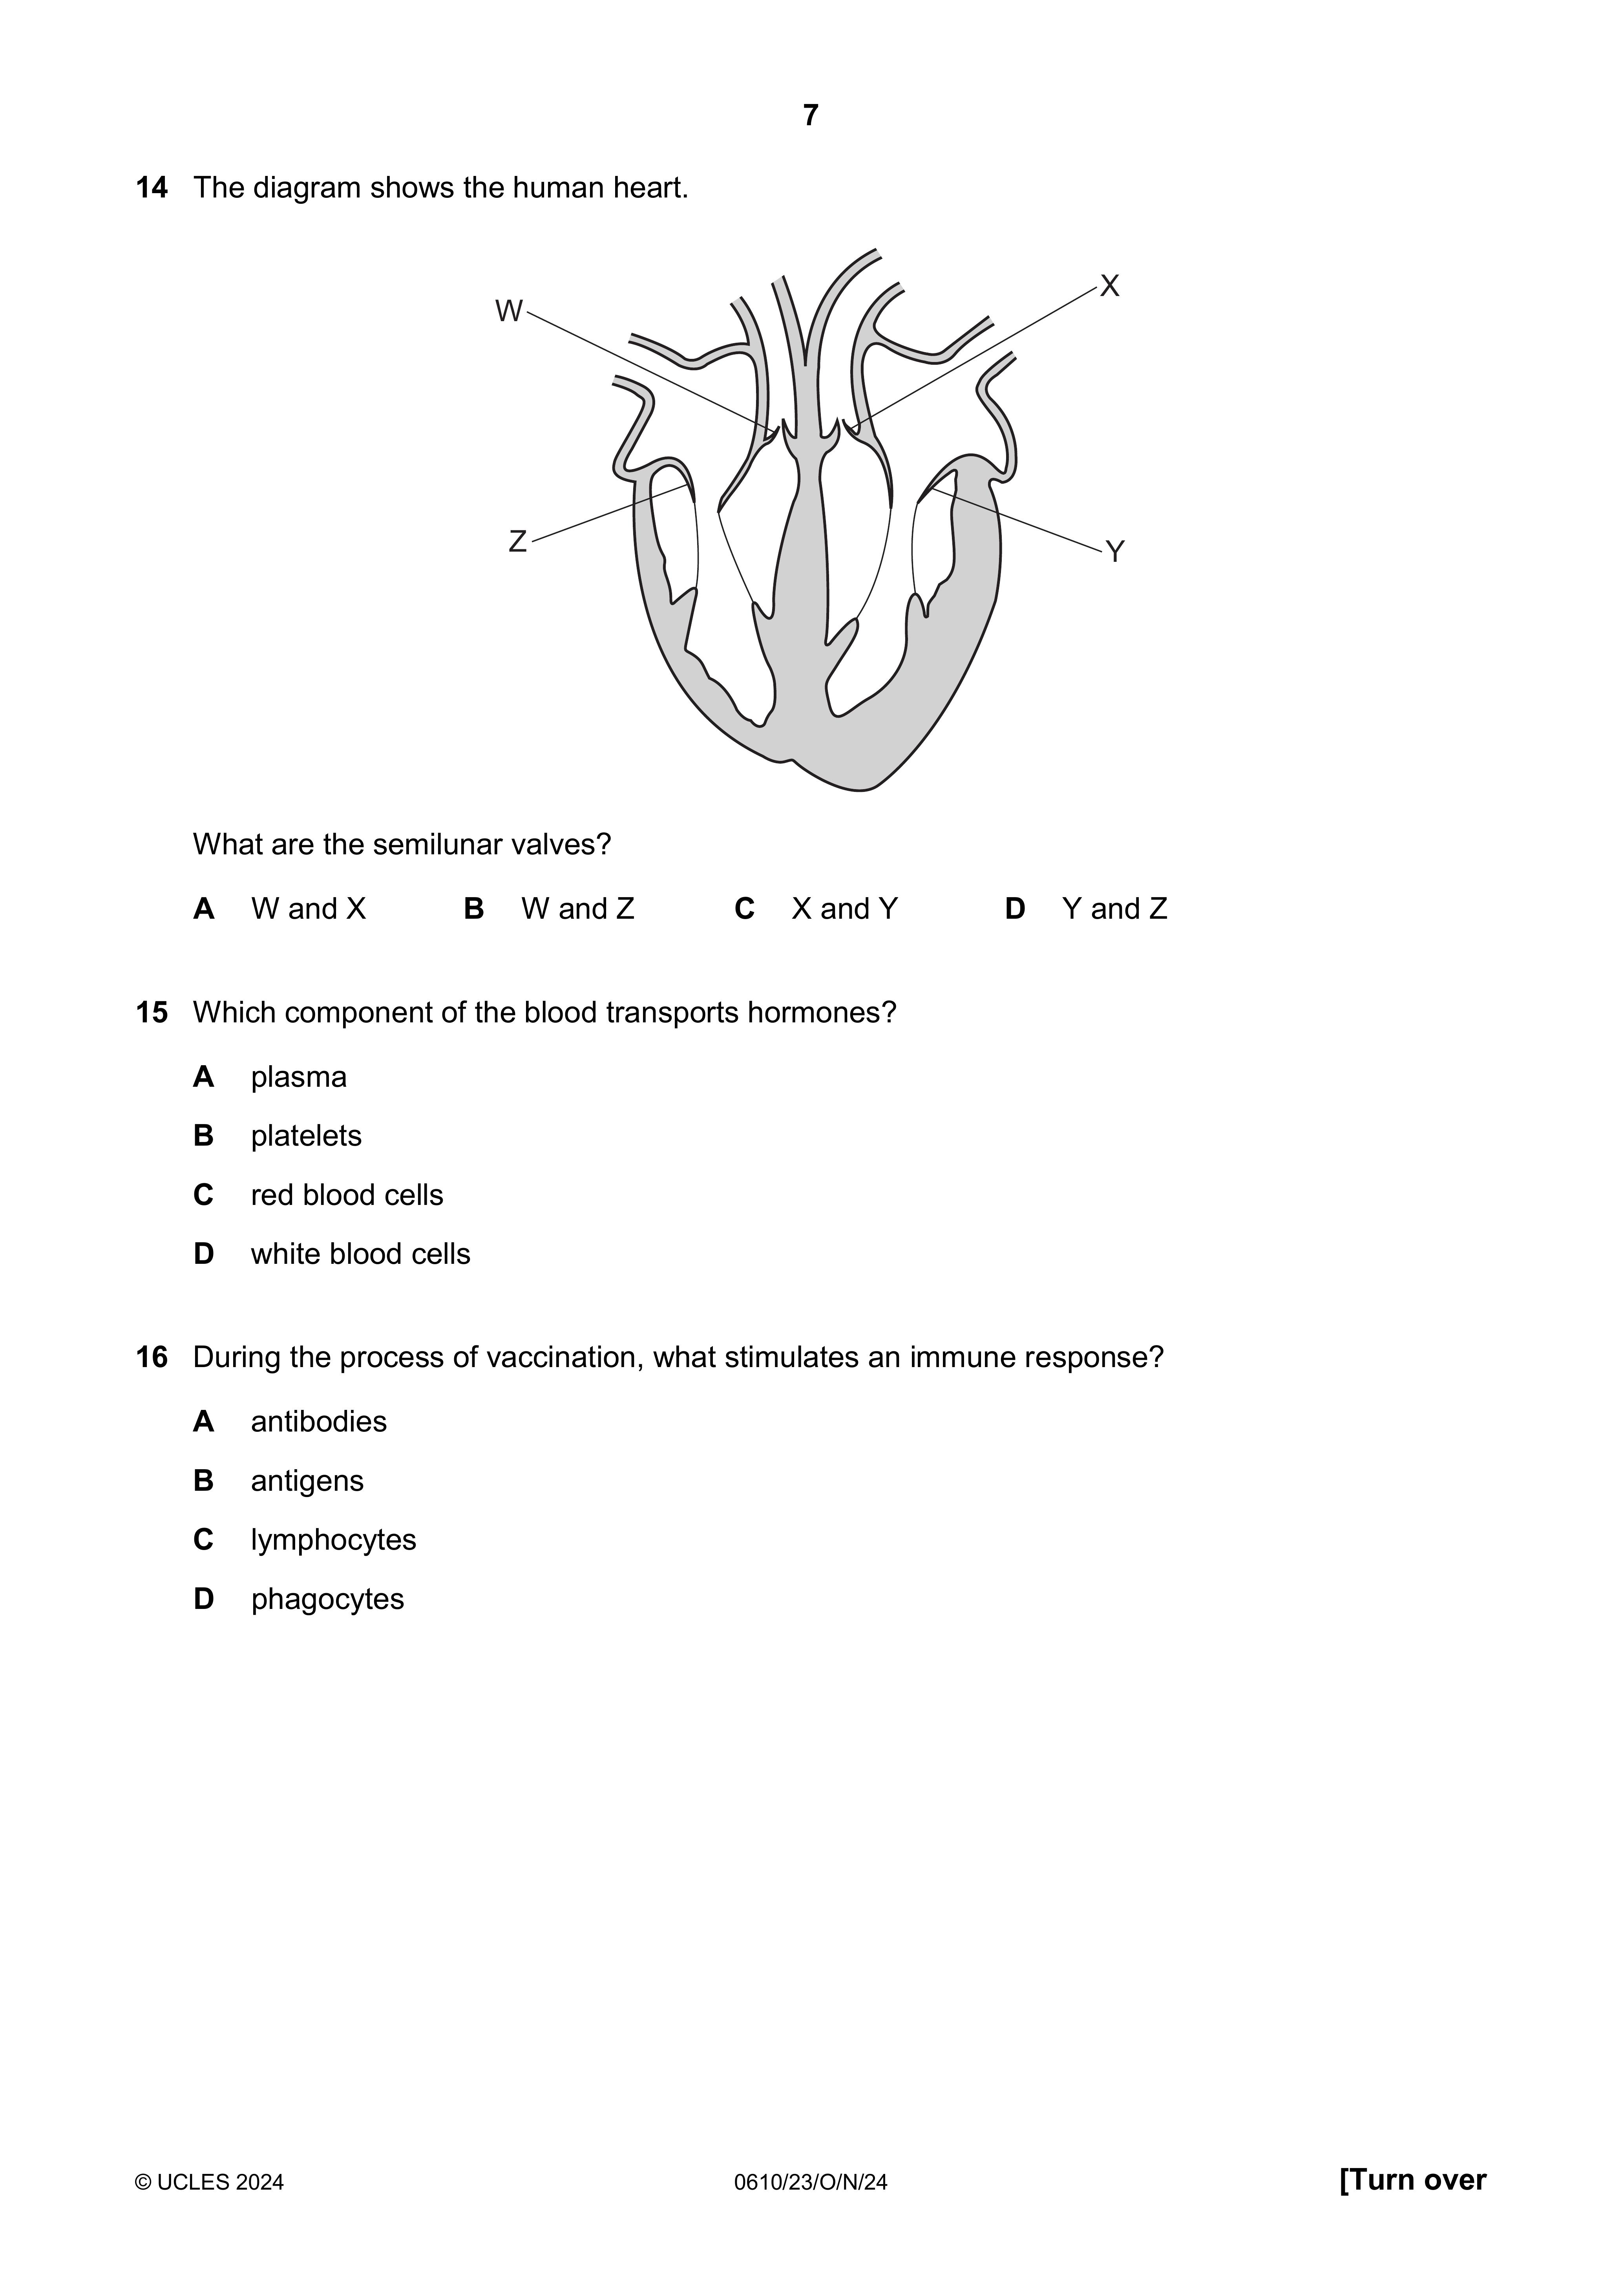 7
14 The diagram shows the human heart.
W
X
Z
Y
What are the semilunar valves?
A W and X B W and Z C X and Y D Y and Z
15 Which component of the blood transports hormones?
A plasma
B platelets
C red blood cells
D white blood cells
16 During the process of vaccination, what stimulates an immune response?
A antibodies
B antigens
C lymphocytes
D phagocytes
© UCLES 2024 0610/23/O/N/24 [Turn over